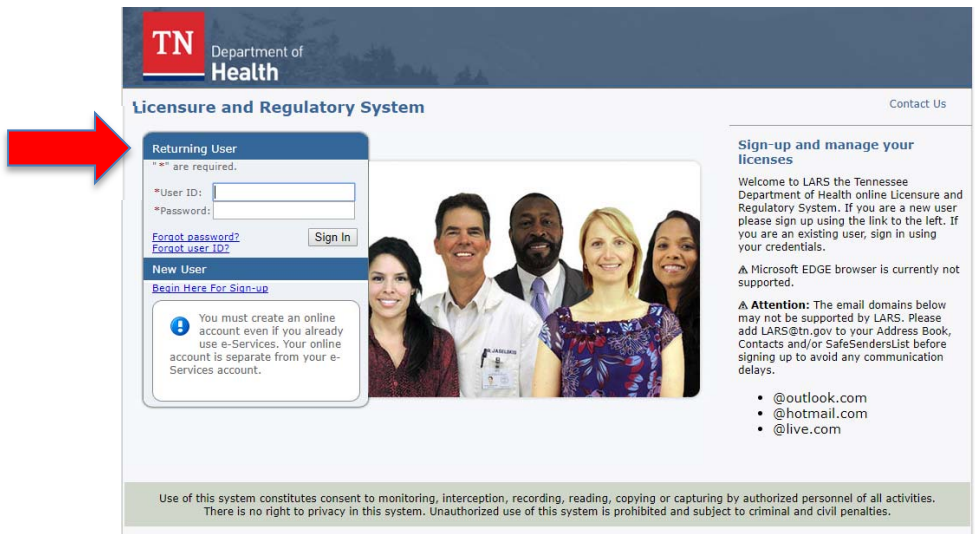 TN
Department of
Health
Licensure and Regulatory System
Contact Us
Returning User
"*" are required.
*User ID:
*Password:
Forgot password?
Sign In
Forgot user ID?
New User
Begin Here For Sign-up
You must create an online
account even if you already
use e-Services. Your online
account is separate from your e-
Services account.
Sign-up and manage your
licenses
Welcome to LARS the Tennessee
Department of Health online Licensure and
Regulatory System. If you are a new user
please sign up using the link to the left. If
you are an existing user, sign in using
your credentials.
⚠ Microsoft EDGE browser is currently not
supported.
⚠ Attention: The email domains below
may not be supported by LARS. Please
add LARS@tn.gov to your Address Book,
Contacts and/or SafeSendersList before
signing up to avoid any communication
delays.
• @outlook.com
• @hotmail.com
• @live.com
Use of this system constitutes consent to monitoring, interception, recording, reading, copying or capturing by authorized personnel of all activities.
There is no right to privacy in this system. Unauthorized use of this system is prohibited and subject to criminal and civil penalties.